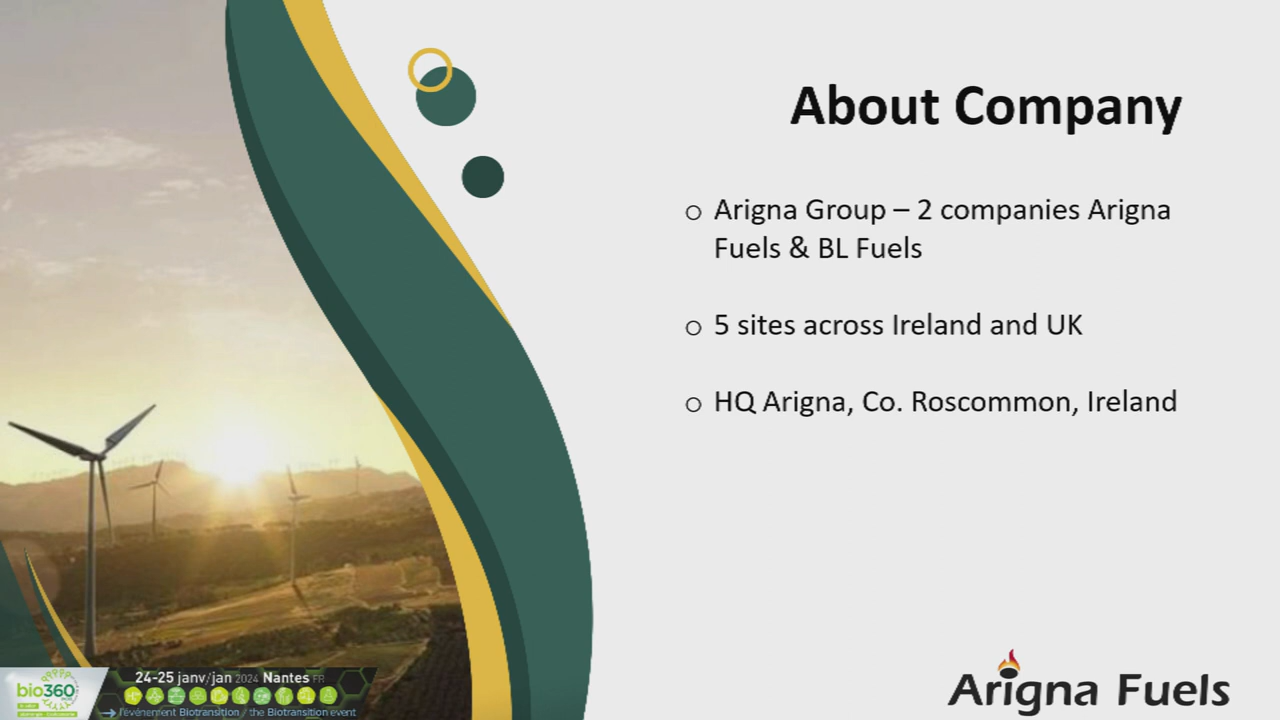 About Company
○ Arigna Group – 2 companies Arigna
Fuels & BL Fuels
○ 5 sites across Ireland and UK
○ HQ Arigna, Co. Roscommon, Ireland
Arigna Fuels
bio360
24-25 janv/jan 2024 Nantes FR
l'événement Biotransition / the Biotransition event